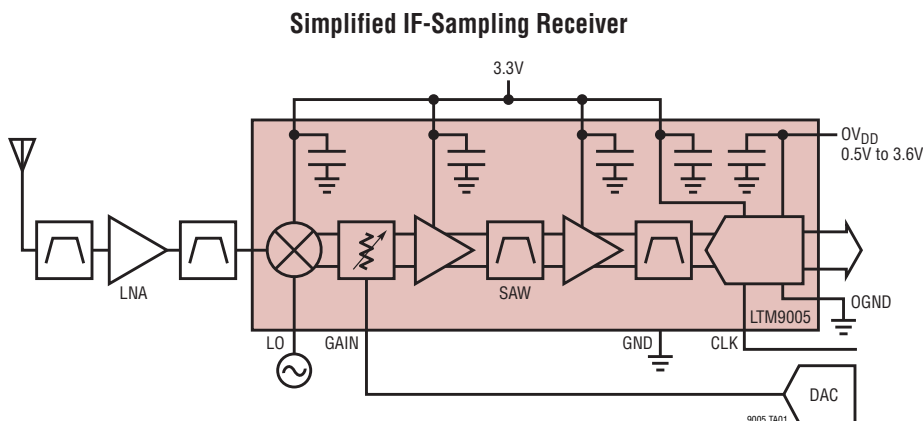 Simplified IF-Sampling Receiver
3.3V
OVDD
0.5V to 3.6V
LNA
SAW
OGND
LTM9005
LO
GAIN
GND
CLK
DAC
9005 TA01